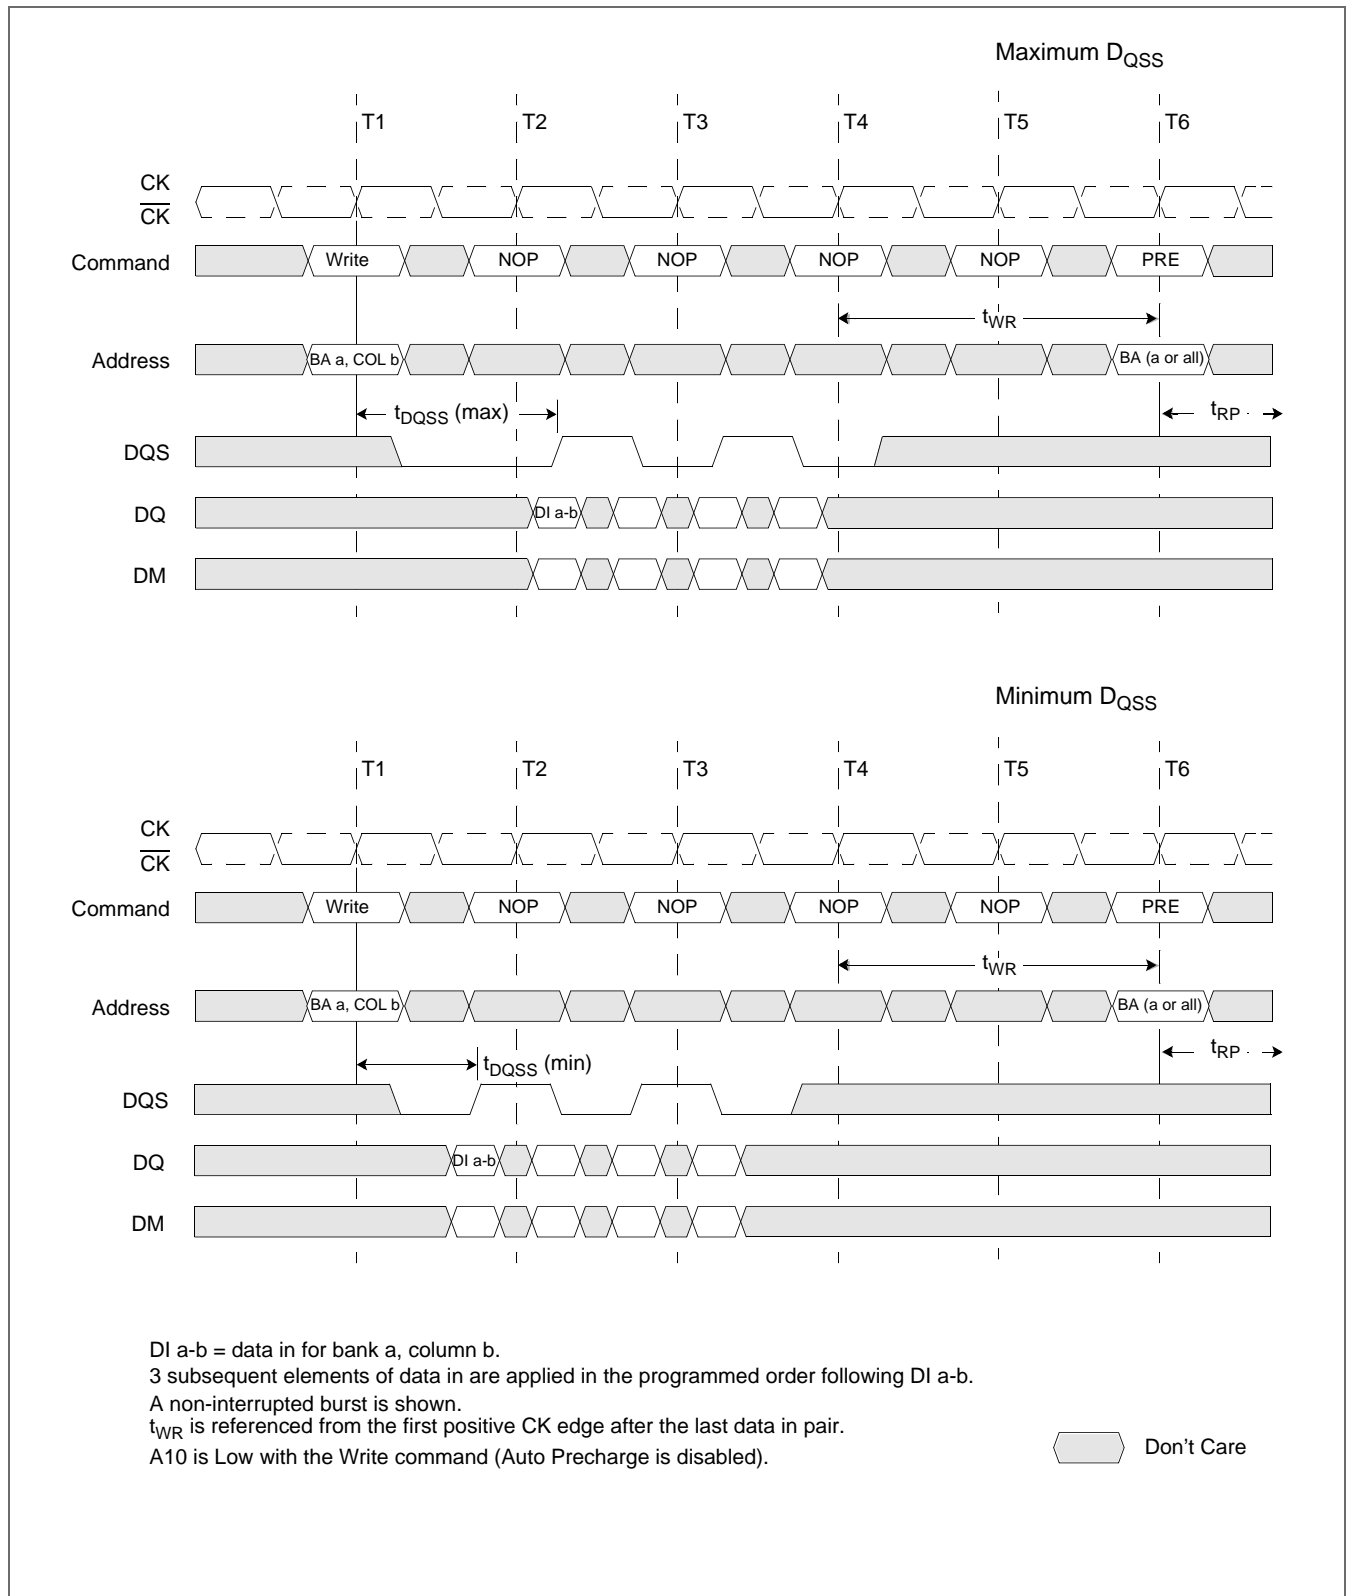 Maximum DQSS
T1 T2 T3 T4 T5 T6
CK
CK
Command Write NOP NOP NOP NOP PRE
tWR
Address BA a, COL b BA (a or all)
tDQSS (max) tRP
DQS
DQ DI a-b
DM
Minimum DQSS
T1 T2 T3 T4 T5 T6
CK
CK
Command Write NOP NOP NOP NOP PRE
tWR
Address BA a, COL b BA (a or all)
tDQSS (min) tRP
DQS
DQ DI a-b
DM
DI a-b = data in for bank a, column b.
3 subsequent elements of data in are applied in the programmed order following DI a-b.
A non-interrupted burst is shown.
tWR is referenced from the first positive CK edge after the last data in pair.
A10 is Low with the Write command (Auto Precharge is disabled).
Don't Care